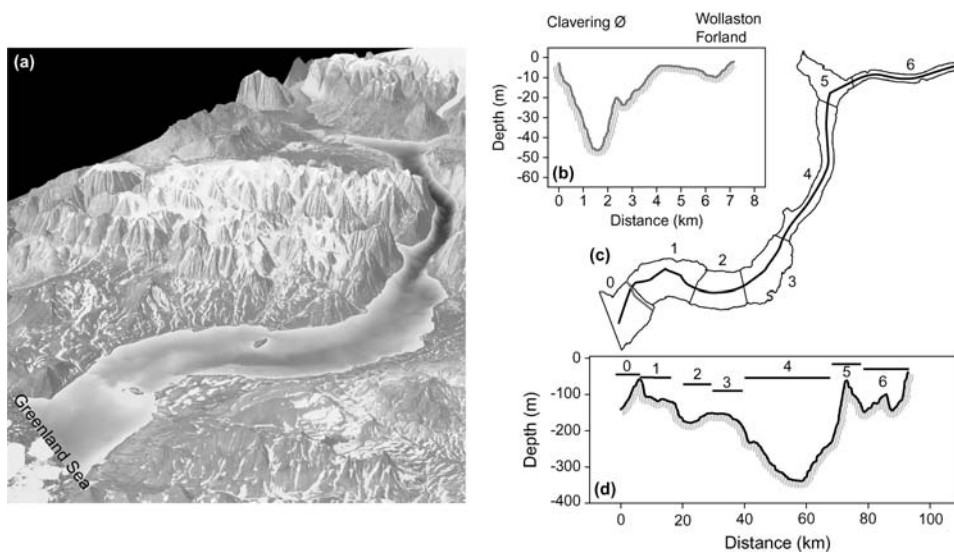 (a)
Greenland Sea
Clavering Ø
Wollaston
Forland
0
-10
-20
-30
-40
-50
-60
Depth (m)
(b)
0 1 2 3 4 5 6 7 8
Distance (km)
6
5
4
(c)
1
2
0
3
0
-100
-200
-300
-400
Depth (m)
0 1 2 3 4 5 6
(d)
0 20 40 60 80 100
Distance (km)